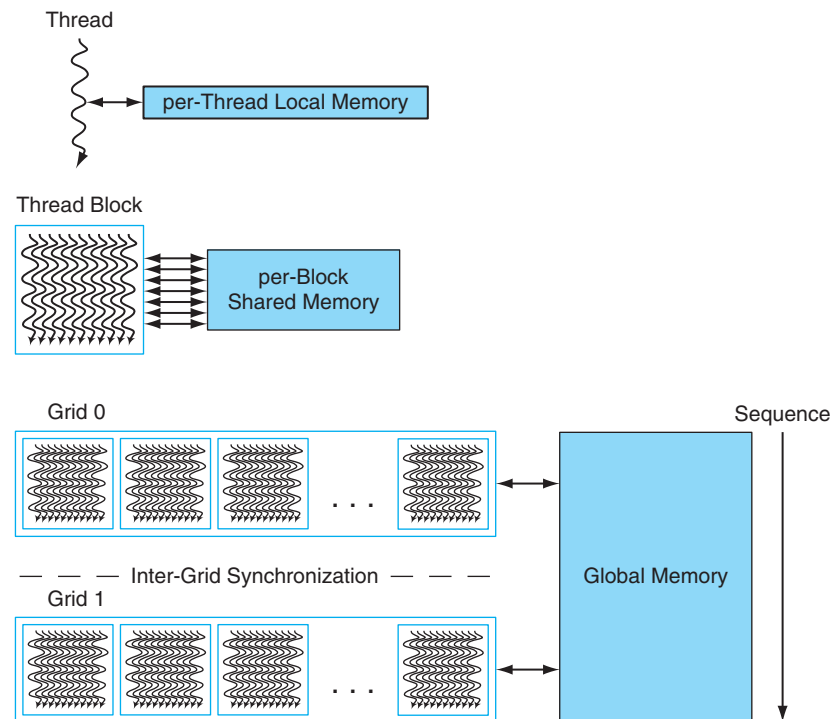 Thread
per-Thread Local Memory
Thread Block
per-Block
Shared Memory
Grid 0
Sequence
. . .
Inter-Grid Synchronization
Global Memory
Grid 1
. . .